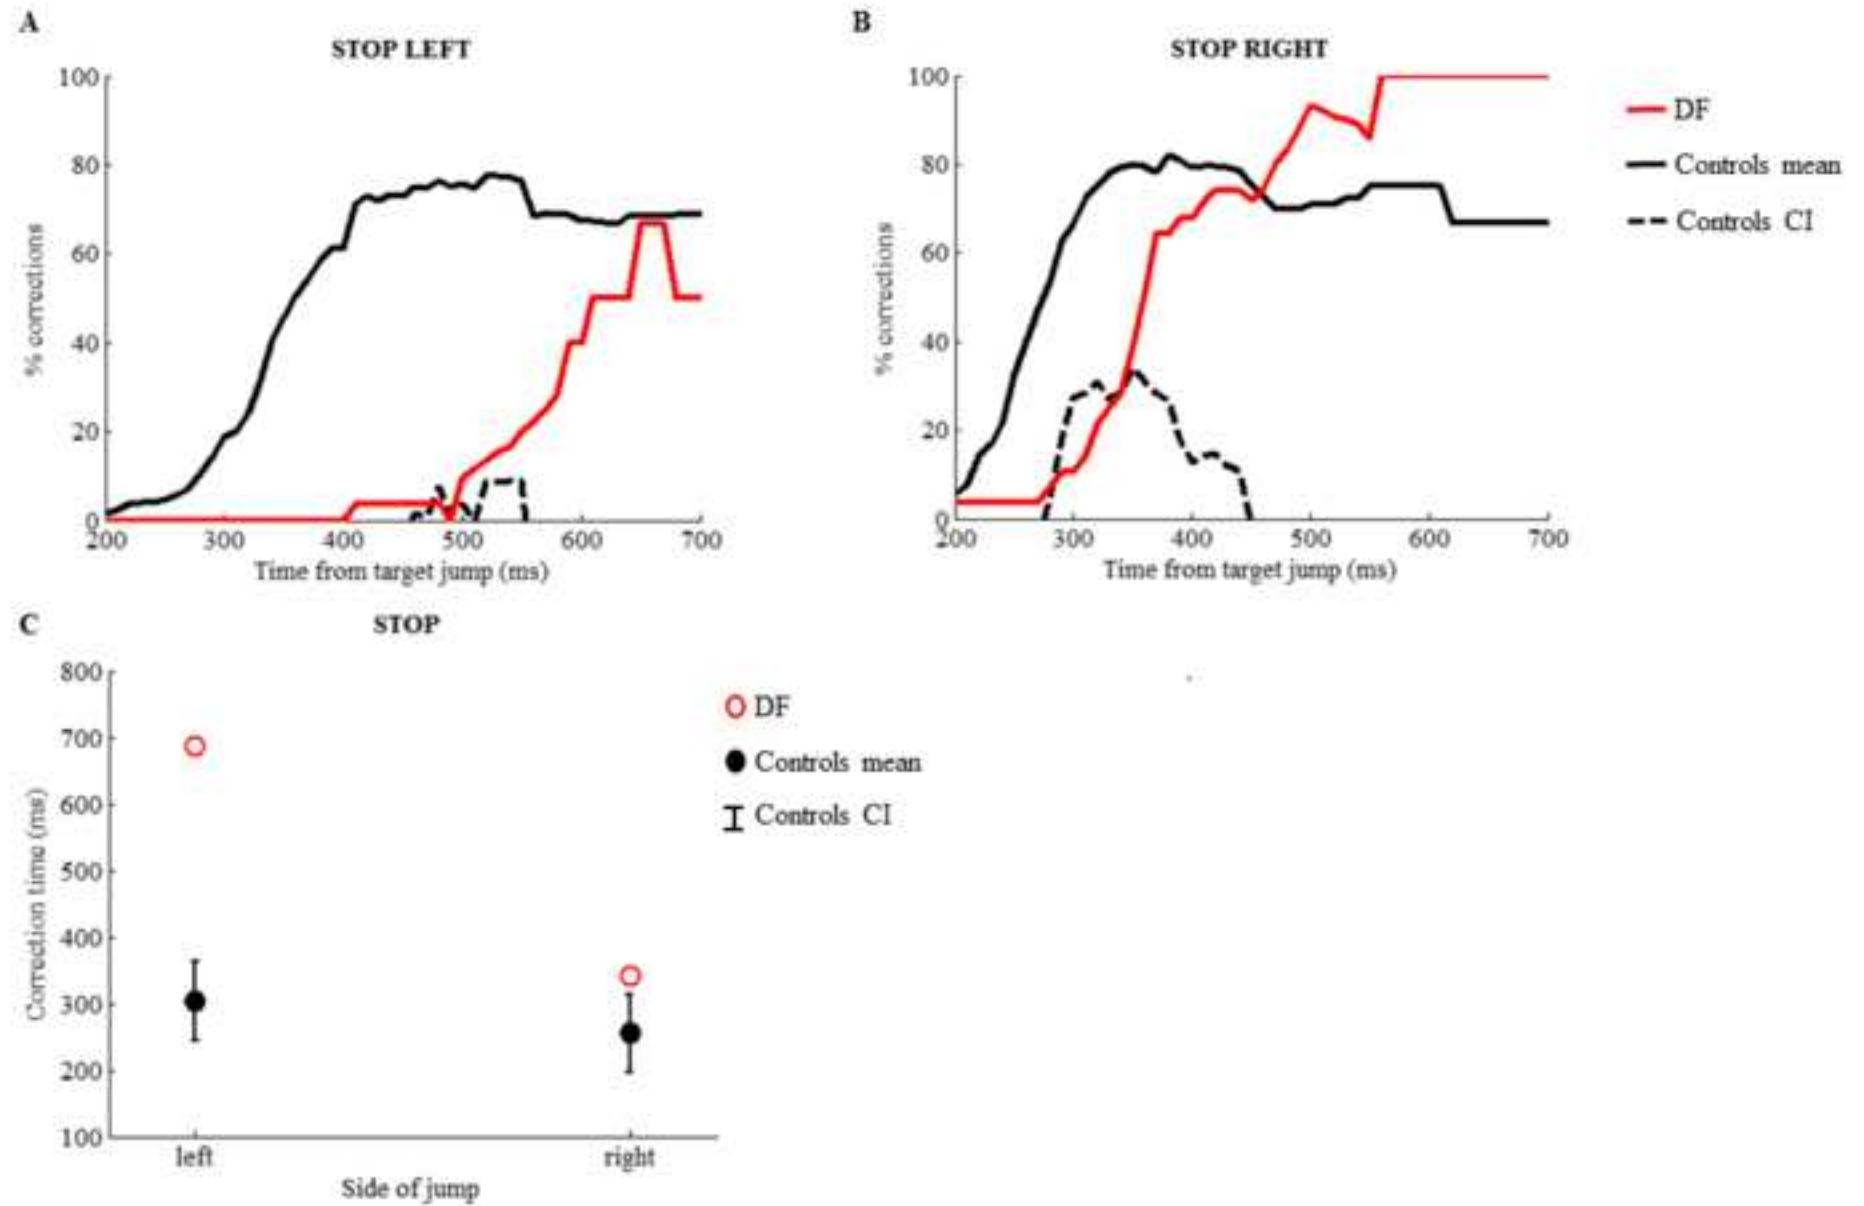 A
STOP LEFT
100
80
60
40
20
0
% corrections
200 300 400 500 600 700
Time from target jump (ms)
B
STOP RIGHT
100
80
60
40
20
0
% corrections
200 300 400 500 600 700
Time from target jump (ms)
DF
Controls mean
Controls CI
C
STOP
800
700
600
500
400
300
200
100
Correction time (ms)
left right
Side of jump
DF
Controls mean
Controls CI